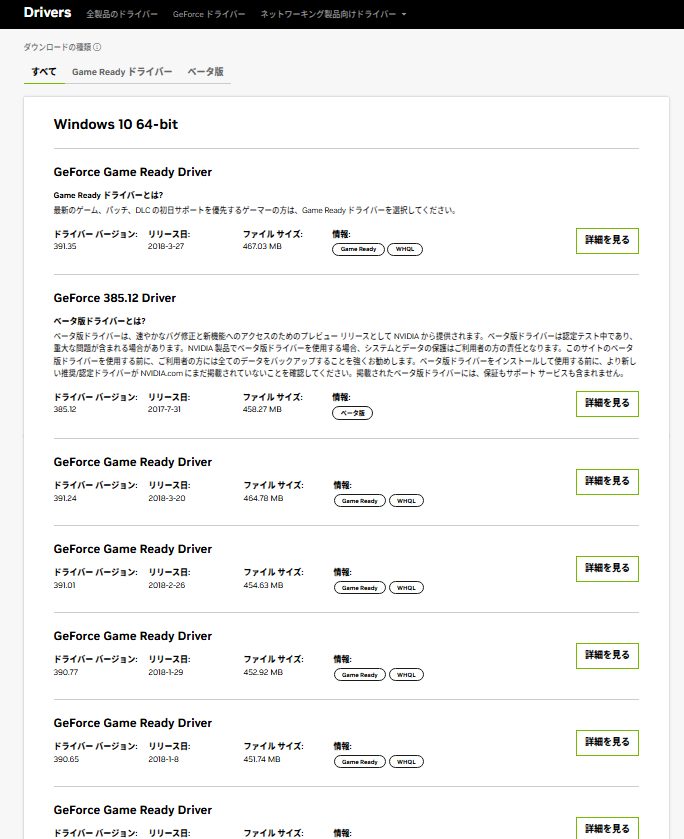 Drivers 全製品のドライバー GeForce ドライバー ネットワーキング製品向けドライバー
ダウンロードの種類
すべて Game Ready ドライバー ベータ版
Windows 10 64-bit
GeForce Game Ready Driver
Game Ready ドライバーとは?
最新のゲーム、パッチ、DLC の初日サポートを優先するゲーマーの方は、Game Ready ドライバーを選択してください。
ドライバー バージョン: リリース日: ファイル サイズ: 情報:
391.35 2018-3-27 467.03 MB Game Ready WHQL
詳細を見る
GeForce 385.12 Driver
ベータ版ドライバーとは?
ベータ版ドライバーは、速やかなバグ修正と新機能へのアクセスのためのプレビュー リリースとして NVIDIA から提供されます。ベータ版ドライバーは認定テスト中であり、
重大な問題が含まれる場合があります。NVIDIA 製品でベータ版ドライバーを使用する場合、システムとデータの保護はご利用者の方の責任となります。このサイトのベータ
版ドライバーを使用する前に、ご利用者の方には全てのデータをバックアップすることを強くお勧めします。ベータ版ドライバーをインストールして使用する前に、より新し
い推奨/認定ドライバーが NVIDIA.com にまだ掲載されていないことを確認してください。掲載されたベータ版ドライバーには、保証もサポート サービスも含まれません。
ドライバー バージョン: リリース日: ファイル サイズ: 情報:
385.12 2017-7-31 458.27 MB ベータ版
詳細を見る
GeForce Game Ready Driver
ドライバー バージョン: リリース日: ファイル サイズ: 情報:
391.24 2018-3-20 464.78 MB Game Ready WHQL
詳細を見る
GeForce Game Ready Driver
ドライバー バージョン: リリース日: ファイル サイズ: 情報:
391.01 2018-2-26 454.63 MB Game Ready WHQL
詳細を見る
GeForce Game Ready Driver
ドライバー バージョン: リリース日: ファイル サイズ: 情報:
390.77 2018-1-29 452.92 MB Game Ready WHQL
詳細を見る
GeForce Game Ready Driver
ドライバー バージョン: リリース日: ファイル サイズ: 情報:
390.65 2018-1-8 451.74 MB Game Ready WHQL
詳細を見る
GeForce Game Ready Driver
ドライバー バージョン: リリース日: ファイル サイズ: 情報:
詳細を見る